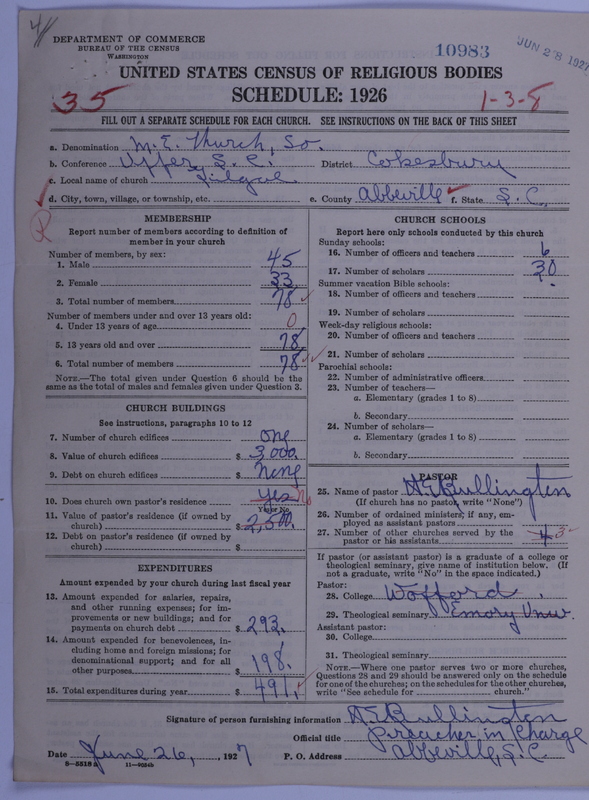 4//
DEPARTMENT OF COMMERCE
BUREAU OF THE CENSUS
WASHINGTON
10983
JUN 28 1927
UNITED STATES CENSUS OF RELIGIOUS BODIES
35
SCHEDULE: 1926
1-3-8
FILL OUT A SEPARATE SCHEDULE FOR EACH CHURCH. SEE INSTRUCTIONS ON THE BACK OF THIS SHEET
a. Denomination M. E. Church, So.
b. Conference Upper S. C. District Cokesbury
c. Local name of church Gilgal
d. City, town, village, or township, etc. e. County Abbeville f. State S. C.
R
MEMBERSHIP
Report number of members according to definition of
member in your church
Number of members, by sex:
1. Male 45
2. Female 33
3. Total number of members 78
Number of members under and over 13 years old:
4. Under 13 years of age 0
5. 13 years old and over 78
6. Total number of members 78
NOTE.—The total given under Question 6 should be the
same as the total of males and females given under Question 3.
CHURCH BUILDINGS
See instructions, paragraphs 10 to 12
7. Number of church edifices one
8. Value of church edifices $ 3,000.
9. Debt on church edifices $ none
10. Does church own pastor's residence yes No
Yes or No
11. Value of pastor's residence (if owned by
church) $ 2,500.
12. Debt on pastor's residence (if owned by
church) $
EXPENDITURES
Amount expended by your church during last fiscal year
13. Amount expended for salaries, repairs,
and other running expenses; for im-
provements or new buildings; and for
payments on church debt $ 293.
14. Amount expended for benevolences, in-
cluding home and foreign missions; for
denominational support; and for all
other purposes $ 198.
15. Total expenditures during year $ 491.
CHURCH SCHOOLS
Report here only schools conducted by this church
Sunday schools:
16. Number of officers and teachers 6
17. Number of scholars 30
Summer vacation Bible schools:
18. Number of officers and teachers
19. Number of scholars
Week-day religious schools:
20. Number of officers and teachers
21. Number of scholars
Parochial schools:
22. Number of administrative officers
23. Number of teachers—
a. Elementary (grades 1 to 8)
b. Secondary
24. Number of scholars—
a. Elementary (grades 1 to 8)
b. Secondary
PASTOR
25. Name of pastor H E Bullington
(If church has no pastor, write "None")
26. Number of ordained ministers, if any, em-
ployed as assistant pastors
27. Number of other churches served by the
pastor or his assistants 4 3
If pastor (or assistant pastor) is a graduate of a college or
theological seminary, give name of institution below. (If
not a graduate, write "No" in the space indicated.)
Pastor:
28. College Wofford
29. Theological seminary Emory Univ.
Assistant pastor:
30. College
31. Theological seminary
NOTE.—Where one pastor serves two or more churches,
Questions 28 and 29 should be answered only on the schedule
for one of the churches; on the schedules for the other churches,
write "See schedule for church."
Signature of person furnishing information H E Bullington
Official title Preacher in Charge
Date June 26, 1927 P. O. Address Abbeville, S. C.
8-5318 a 11-9024b